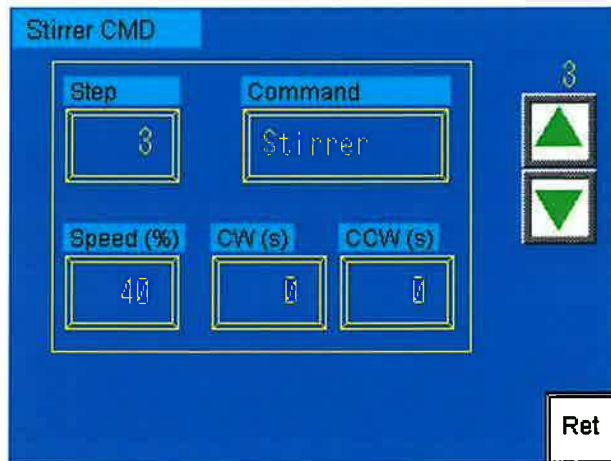 Stirrer CMD
3
Step Command
3 Stirrer
Speed (%) CW (s) CCW (s)
40 0 0
Ret